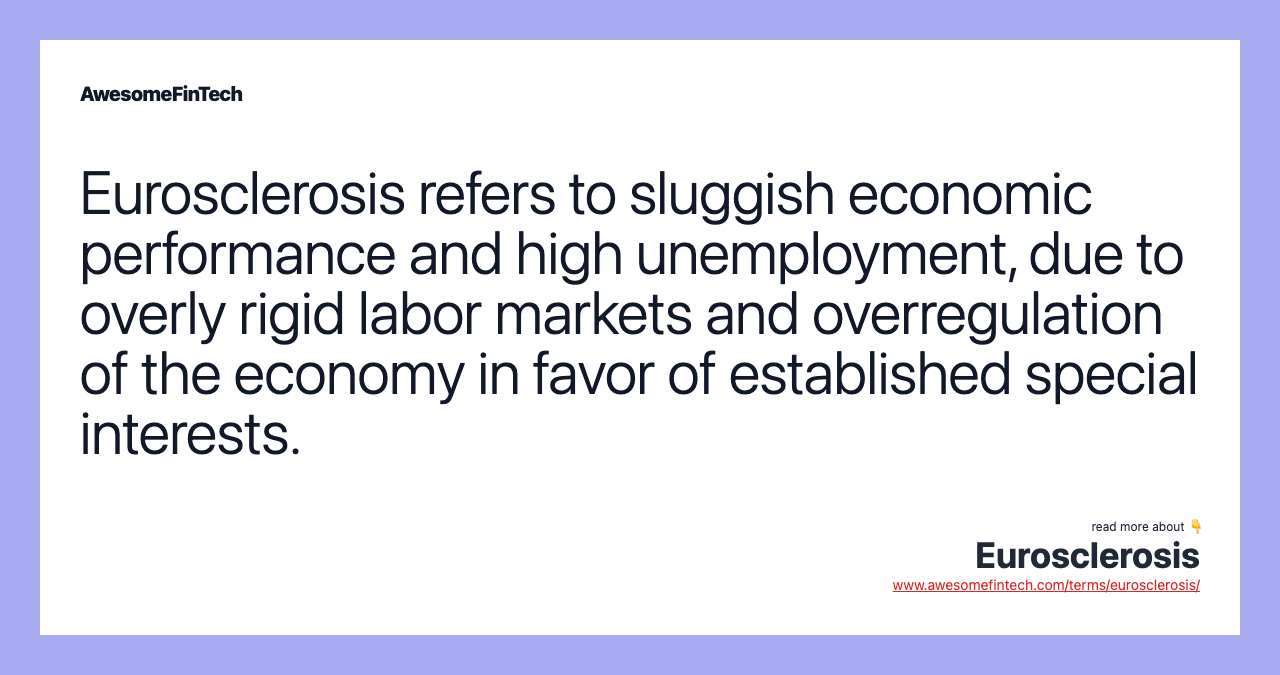 AwesomeFinTech
Eurosclerosis refers to sluggish economic
performance and high unemployment, due to
overly rigid labor markets and overregulation
of the economy in favor of established special
interests.
read more about 👇
Eurosclerosis
www.awesomefintech.com/terms/eurosclerosis/